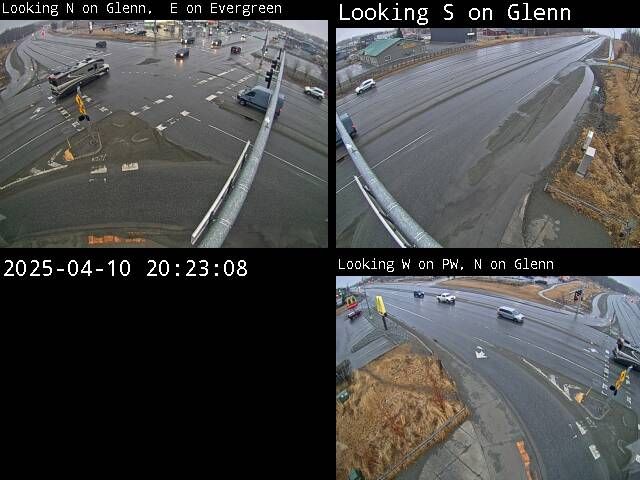 Looking N on Glenn,  E on Evergreen
Looking S on Glenn
2025-04-10 20:23:08
Looking W on PW, N on Glenn